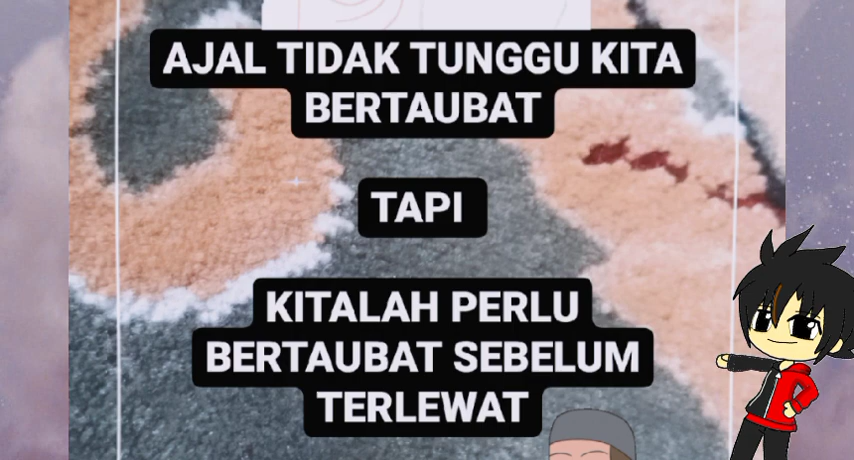 AJAL TIDAK TUNGGU KITA
BERTAUBAT
TAPI
KITALAH PERLU
BERTAUBAT SEBELUM
TERLEWAT